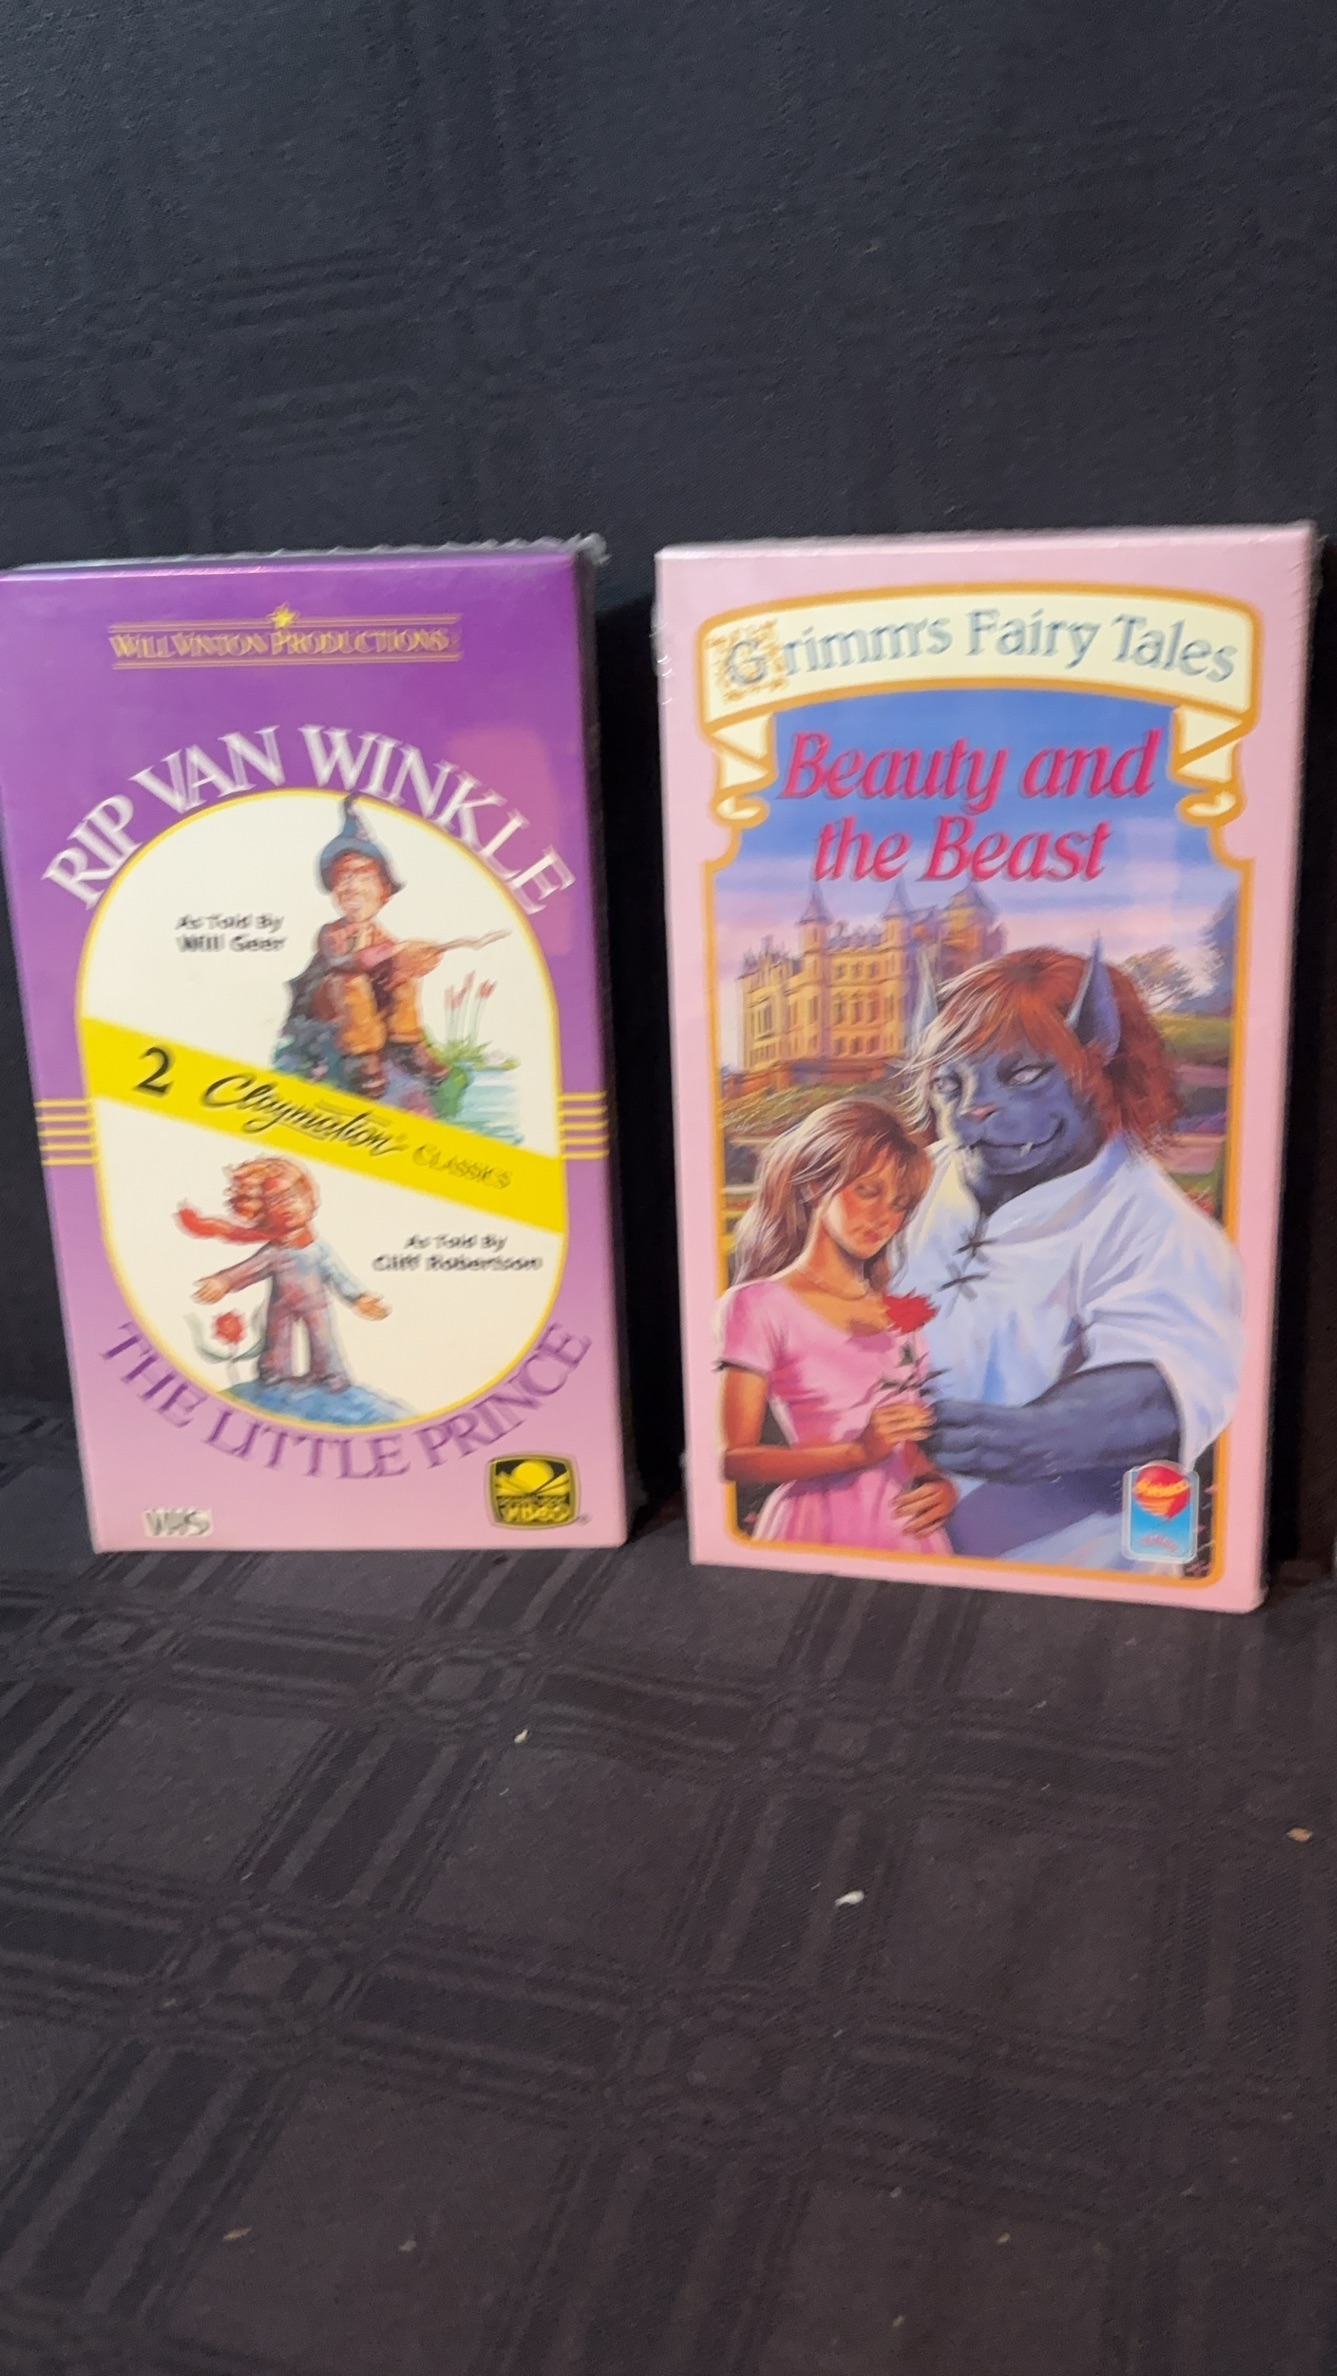 WILL VINTON PRODUCTIONS
RIP VAN WINKLE
As Told By
Will Geer
2 Claymation® CLASSICS
As Told By
Cliff Robertson
THE LITTLE PRINCE
VHS
VIDEO
Grimm's Fairy Tales
Beauty and
the Beast